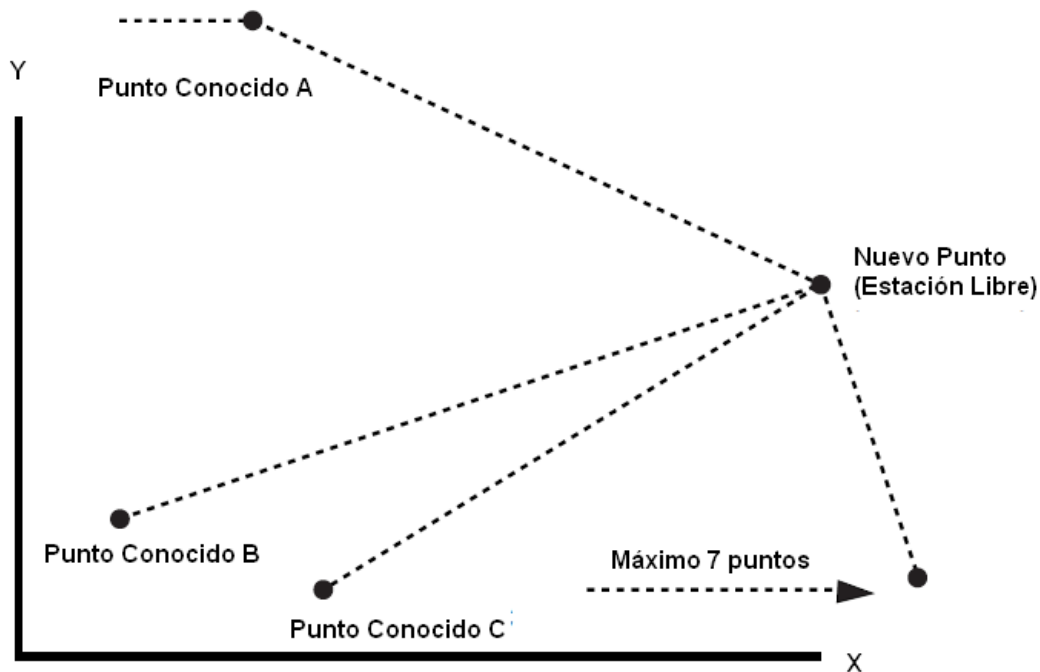 Y
Punto Conocido A
Nuevo Punto
(Estación Libre)
Punto Conocido B
Máximo 7 puntos
Punto Conocido C
X